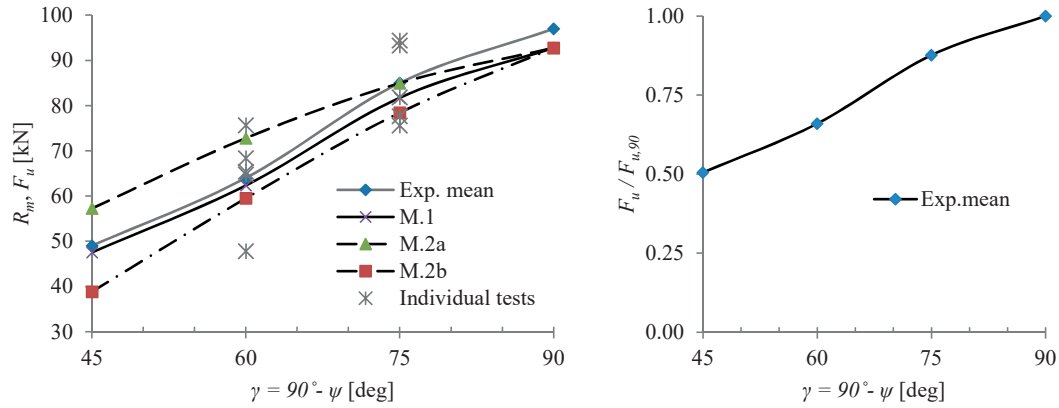 100
90
80
70
60
50
40
30
R_m, F_u [kN]
45
60
75
90
γ = 90°- ψ [deg]
Exp. mean
M.1
M.2a
M.2b
Individual tests
1.00
0.75
0.50
0.25
0.00
F_u / F_u,90
45
60
75
90
γ = 90°- ψ [deg]
Exp.mean